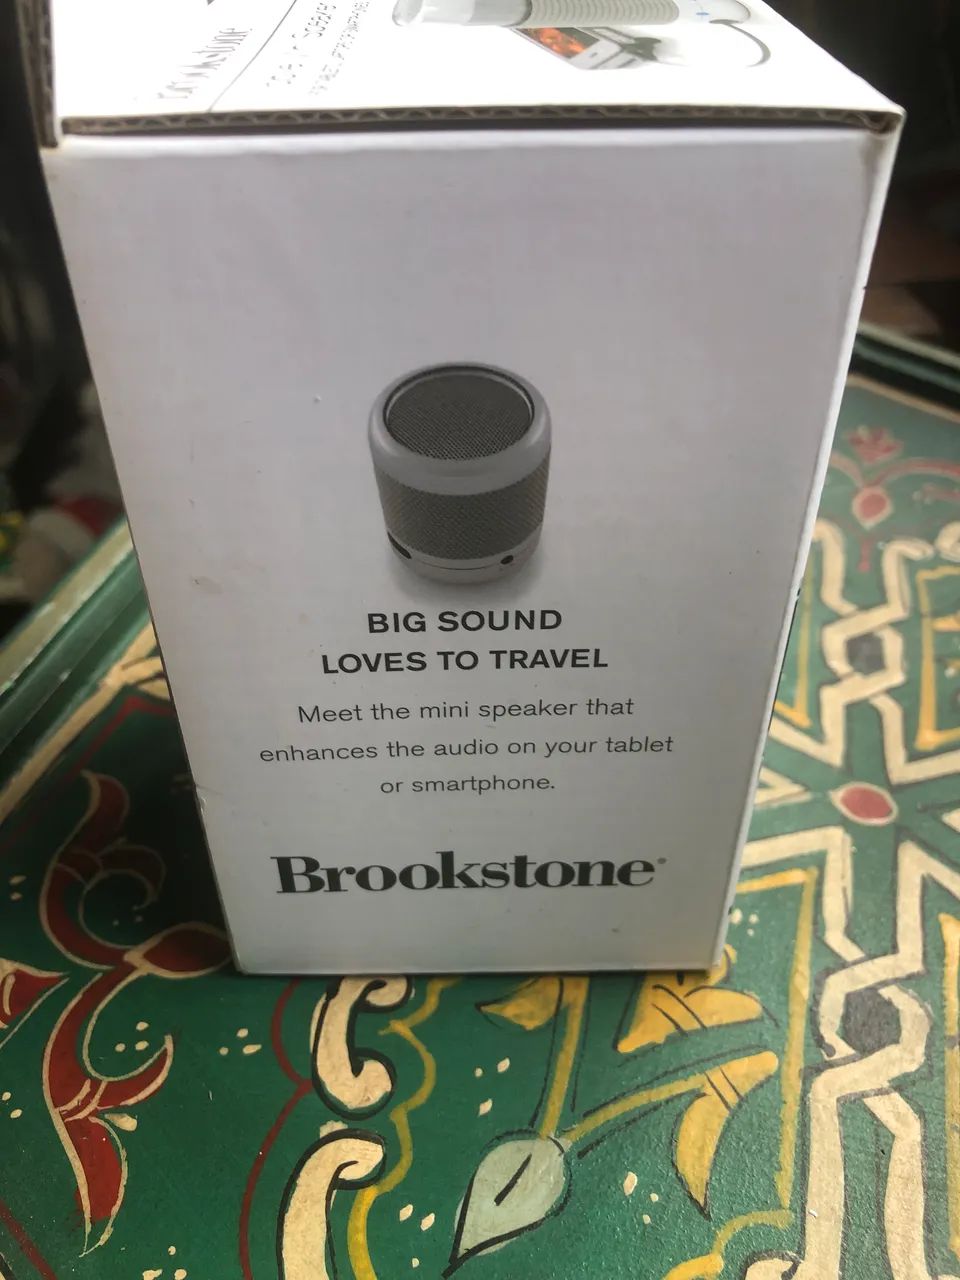 Brookstone
BIG SOUND
LOVES TO TRAVEL
Meet the mini speaker that
enhances the audio on your tablet
or smartphone.
Brookstone®